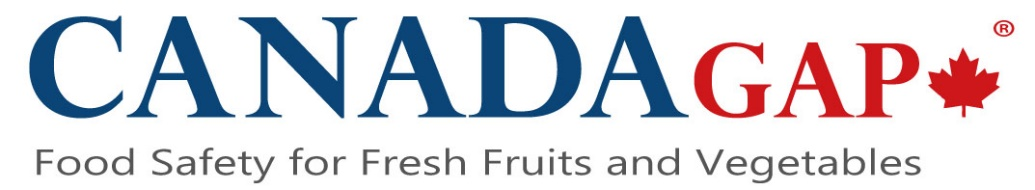 CANADAGAP®
Food Safety for Fresh Fruits and Vegetables